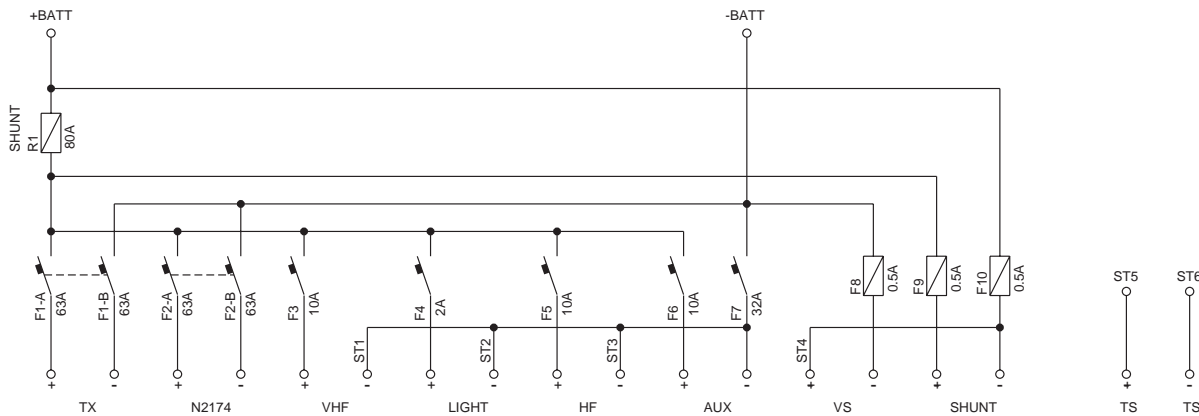 +BATT
-BATT
SHUNT
R1
80A
F1-A
63A
F1-B
63A
F2-A
63A
F2-B
63A
F3
10A
ST1
F4
2A
ST2
F5
10A
ST3
F6
10A
F7
32A
ST4
F8
0.5A
F9
0.5A
F10
0.5A
ST5
ST6
+ - + - + - + - + - + - + - + - + -
TX N2174 VHF LIGHT HF AUX VS SHUNT TS TS